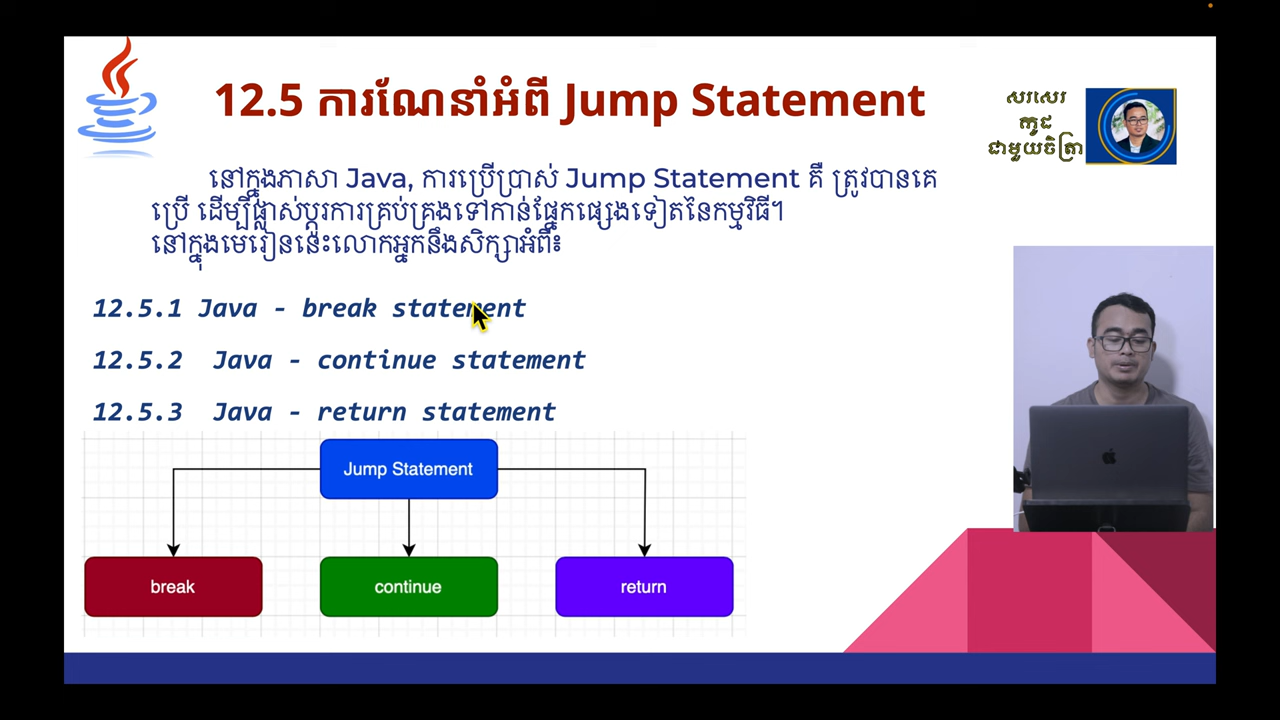 12.5 ការណែនាំអំពី Jump Statement
សរសេរ
កូដ
ជាមួយចិត្រា
នៅក្នុងភាសា Java, ការប្រើប្រាស់ Jump Statement គឺ ត្រូវបានគេ
ប្រើ ដើម្បីផ្លាស់ប្តូរការគ្រប់គ្រងទៅកាន់ផ្នែកផ្សេងទៀតនៃកម្មវិធី។
នៅក្នុងមេរៀននេះលោកអ្នកនឹងសិក្សាអំពី៖
12.5.1 Java - break statement
12.5.2 Java - continue statement
12.5.3 Java - return statement
Jump Statement
break
continue
return